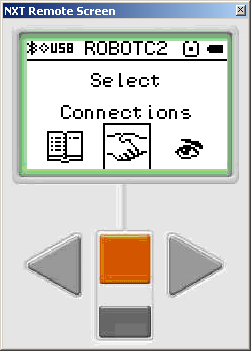 NXT Remote Screen
USB ROBOTC2
Select
Connections